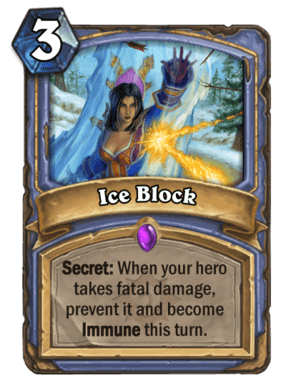 3
Ice Block
Secret: When your hero
takes fatal damage,
prevent it and become
Immune this turn.